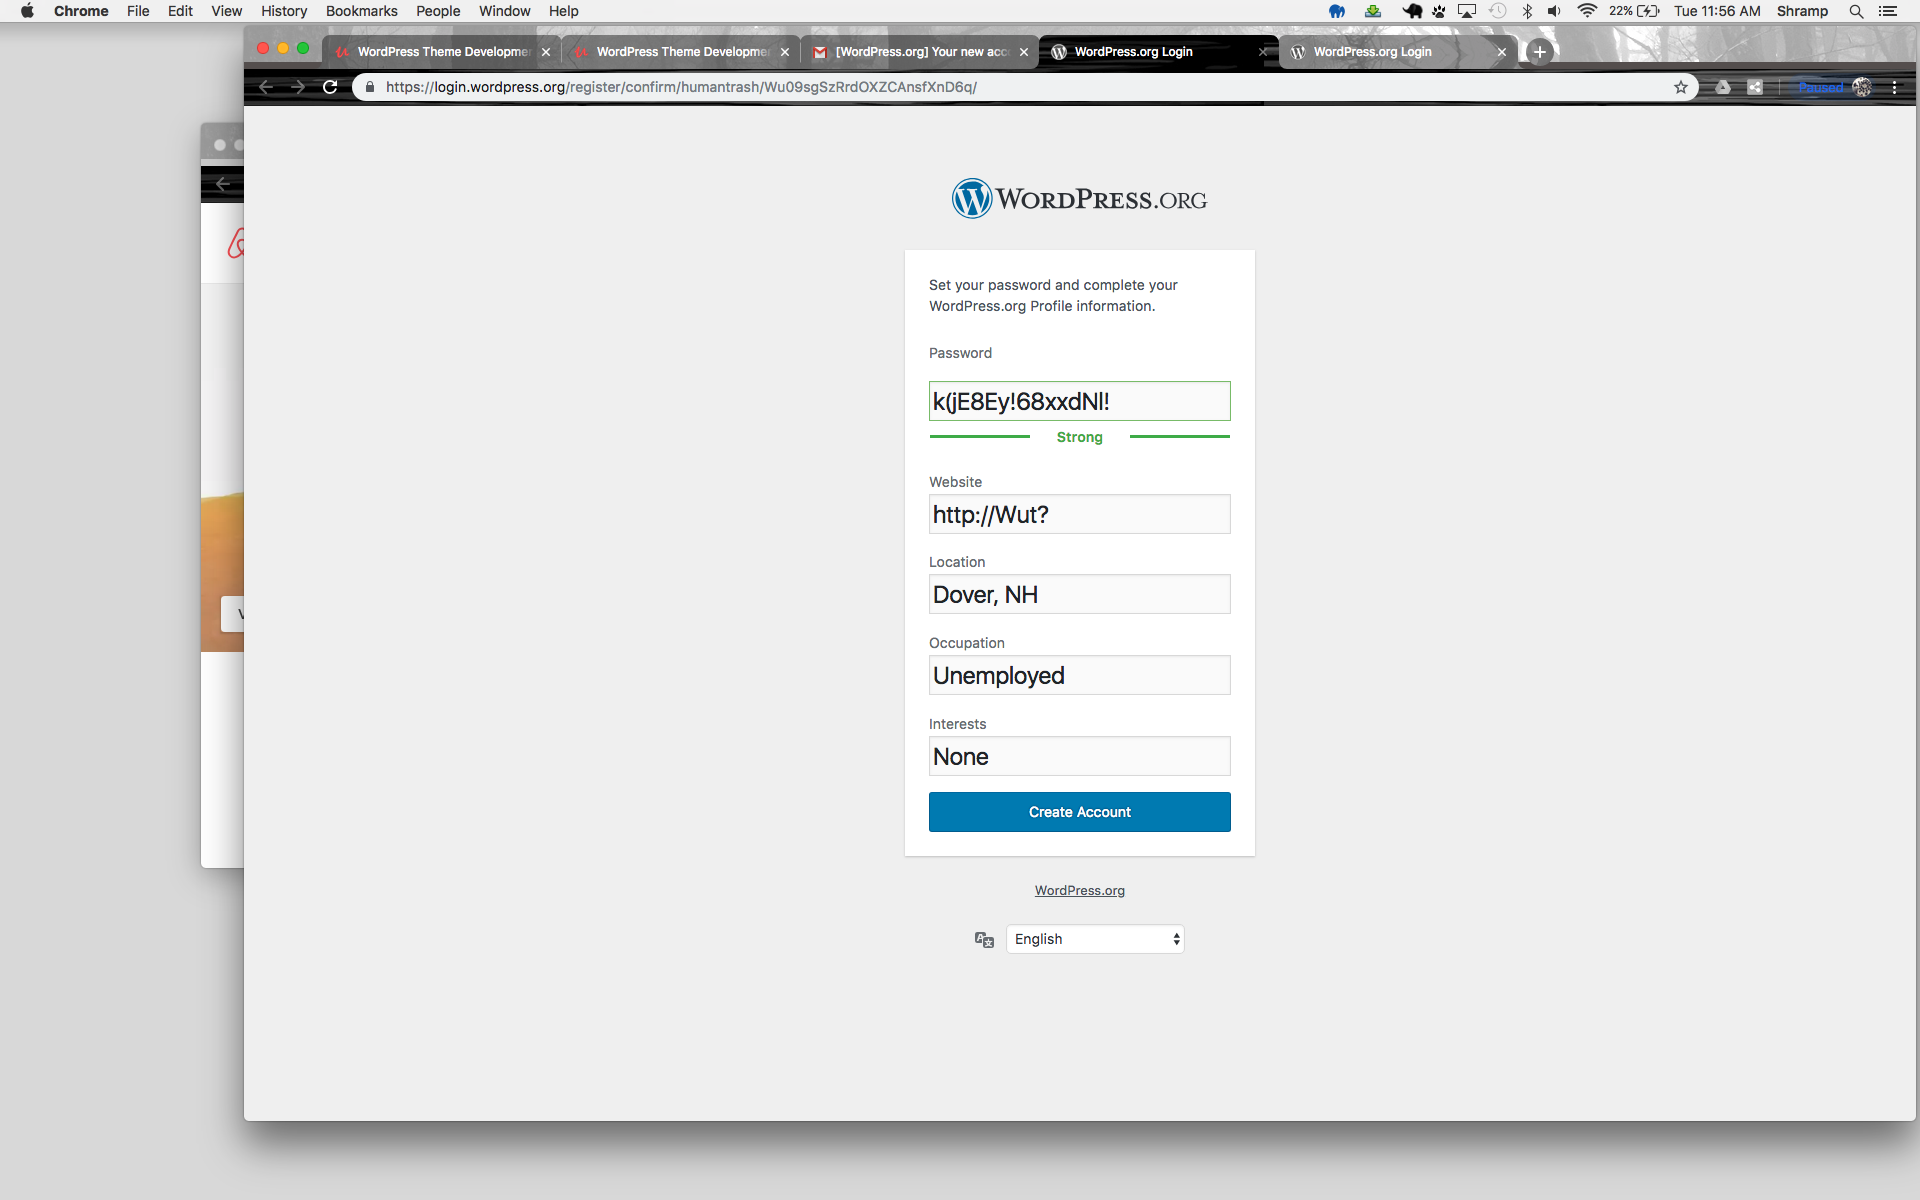 Chrome File Edit View History Bookmarks People Window Help 22% Tue 11:56 AM Shramp
WordPress Theme Developme WordPress Theme Developme [WordPress.org] Your new acc WordPress.org Login WordPress.org Login
https://login.wordpress.org/register/confirm/humantrash/Wu09sgSzRrdOXZCAnsfXnD6q/ Paused
WORDPRESS.ORG
Set your password and complete your
WordPress.org Profile information.
Password
k(jE8Ey!68xxdNl!
Strong
Website
http://Wut?
Location
Dover, NH
Occupation
Unemployed
Interests
None
Create Account
WordPress.org
English